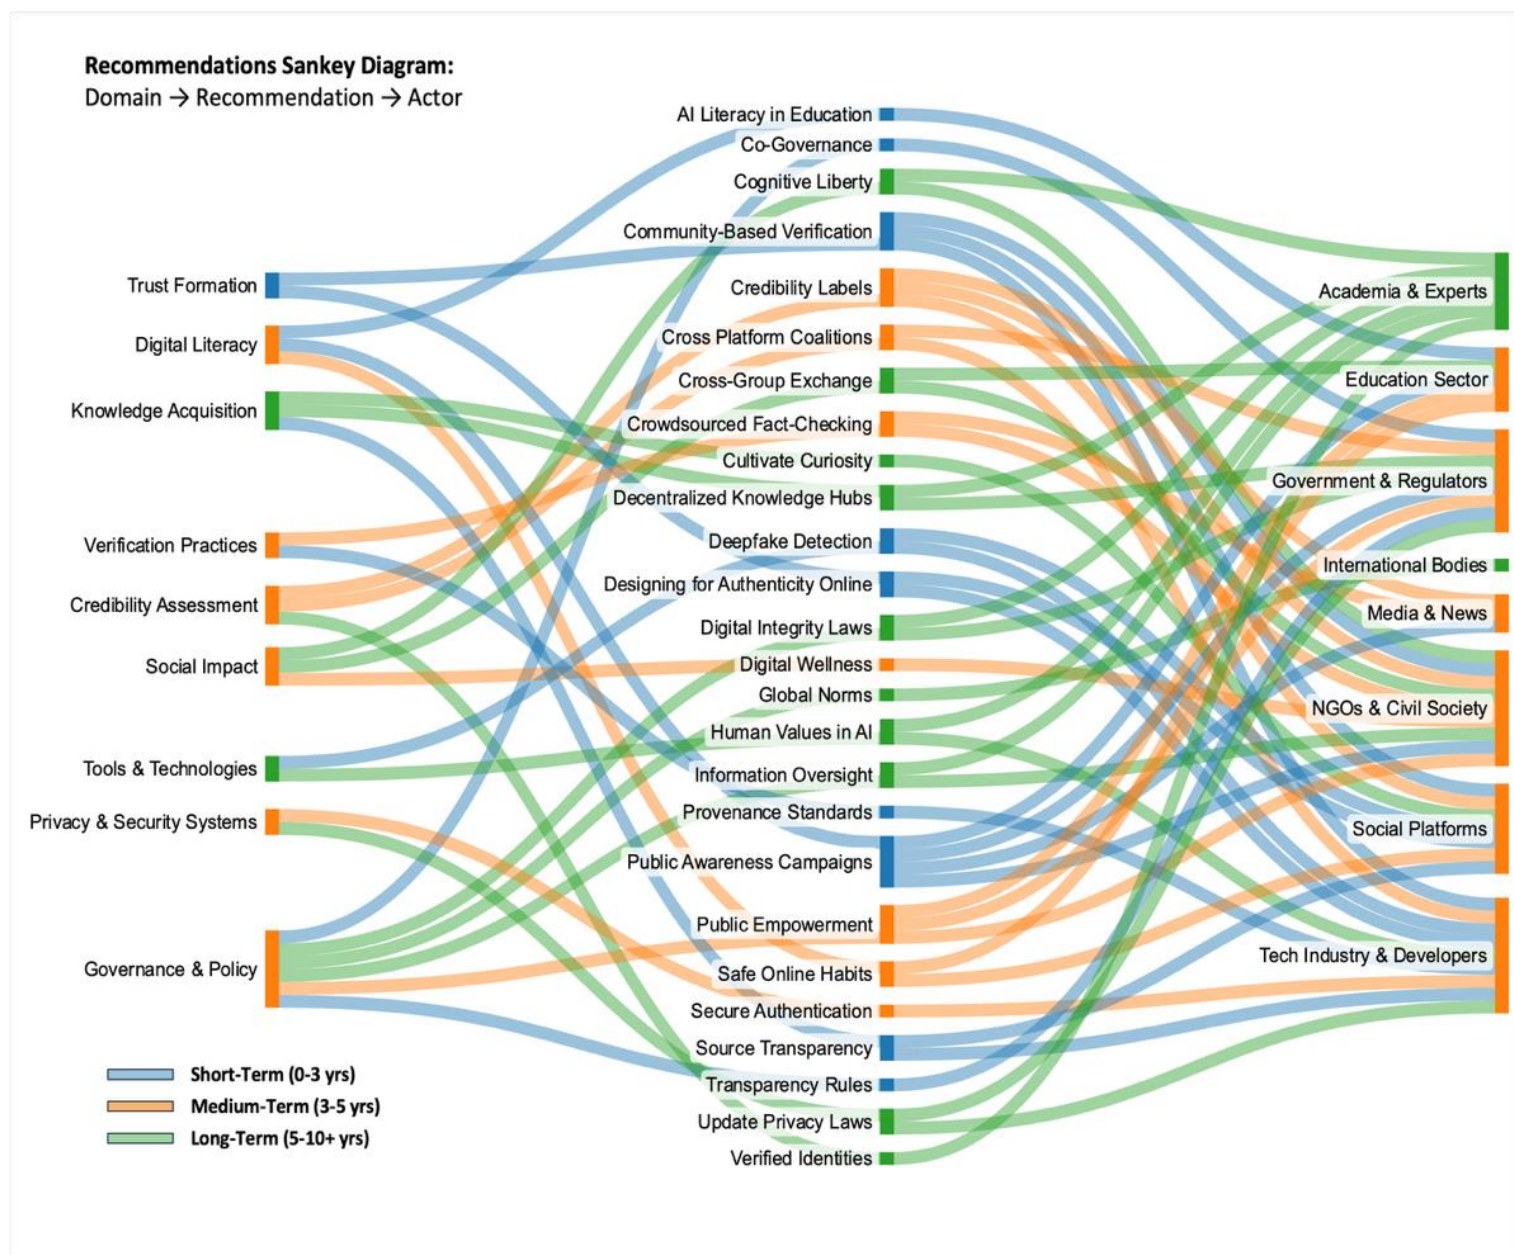 Recommendations Sankey Diagram:
Domain → Recommendation → Actor
Trust Formation
Digital Literacy
Knowledge Acquisition
Verification Practices
Credibility Assessment
Social Impact
Tools & Technologies
Privacy & Security Systems
Governance & Policy
AI Literacy in Education
Co-Governance
Cognitive Liberty
Community-Based Verification
Credibility Labels
Cross Platform Coalitions
Cross-Group Exchange
Crowdsourced Fact-Checking
Cultivate Curiosity
Decentralized Knowledge Hubs
Deepfake Detection
Designing for Authenticity Online
Digital Integrity Laws
Digital Wellness
Global Norms
Human Values in AI
Information Oversight
Provenance Standards
Public Awareness Campaigns
Public Empowerment
Safe Online Habits
Secure Authentication
Source Transparency
Transparency Rules
Update Privacy Laws
Verified Identities
Academia & Experts
Education Sector
Government & Regulators
International Bodies
Media & News
NGOs & Civil Society
Social Platforms
Tech Industry & Developers
Short-Term (0-3 yrs)
Medium-Term (3-5 yrs)
Long-Term (5-10+ yrs)